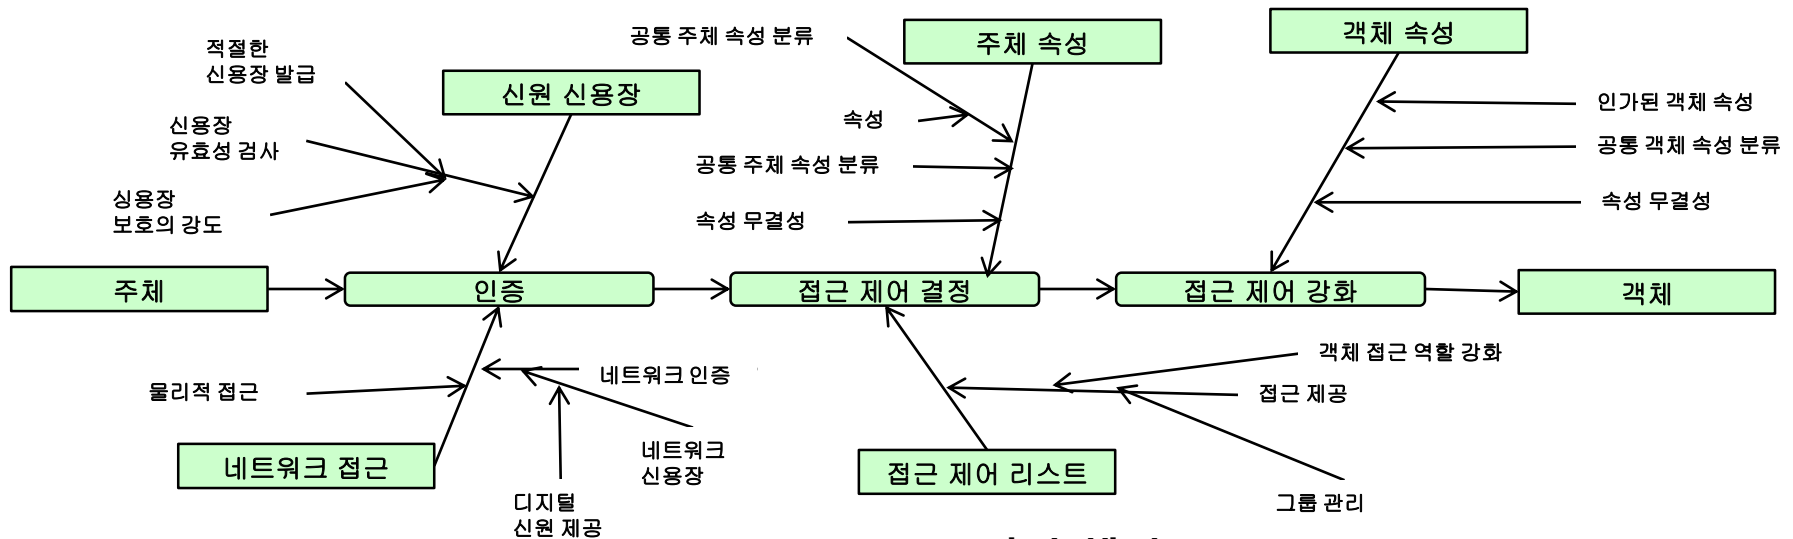 적절한
신용장 발급
신용장
유효성 검사
싱용장
보호의 강도
신원 신용장
공통 주체 속성 분류
속성
공통 주체 속성 분류
속성 무결성
주체 속성
객체 속성
인가된 객체 속성
공통 객체 속성 분류
속성 무결성
주체
인증
접근 제어 결정
접근 제어 강화
객체
물리적 접근
네트워크 접근
네트워크 인증
네트워크
신용장
디지털
신원 제공
접근 제어 리스트
객체 접근 역할 강화
접근 제공
그룹 관리